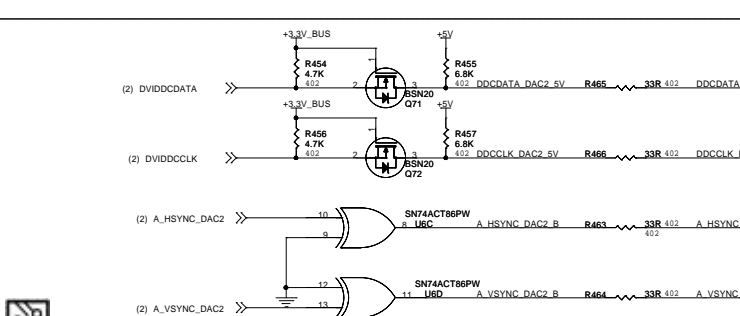 +3.3V_BUS +5V
1
R454 R455
4.7K 6.8K
402
(2) DVIDDCDATA 2 3 402 DDCDATA_DAC2_5V R465 33R 402 DDCDATA
BSN20
Q71
+3.3V_BUS +5V
1
R456 R457
4.7K 6.8K
402
(2) DVIDDCCLK 2 3 402 DDCCLK_DAC2_5V R466 33R 402 DDCCLK
BSN20
Q72
SN74ACT86PW
(2) A_HSYNC_DAC2 10 8 U6C A_HSYNC_DAC2_B R463 33R 402 A_HSYNC
9 402
SN74ACT86PW
12 11 U6D A_VSYNC_DAC2_B R464 33R 402 A_VSYNC
(2) A_VSYNC_DAC2 13